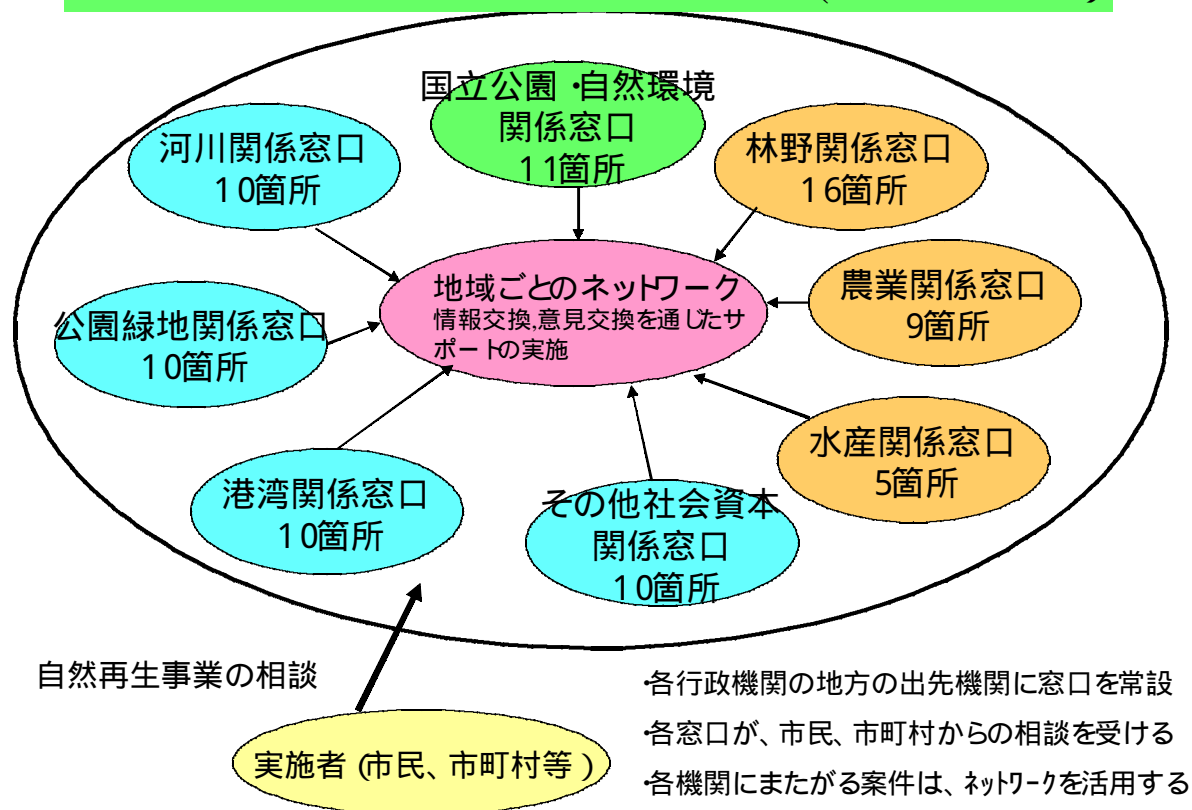 国立公園・自然環境
関係窓口
11箇所
河川関係窓口
10箇所
林野関係窓口
16箇所
地域ごとのネットワーク
情報交換,意見交換を通したサ
ポートの実施
農業関係窓口
9箇所
公園緑地関係窓口
10箇所
水産関係窓口
5箇所
港湾関係窓口
10箇所
その他社会資本
関係窓口
10箇所
自然再生事業の相談
実施者(市民、市町村等)
・各行政機関の地方の出先機関に窓口を常設
・各窓口が、市民、市町村からの相談を受ける
・各機関にまたがる案件は、ネットワークを活用する